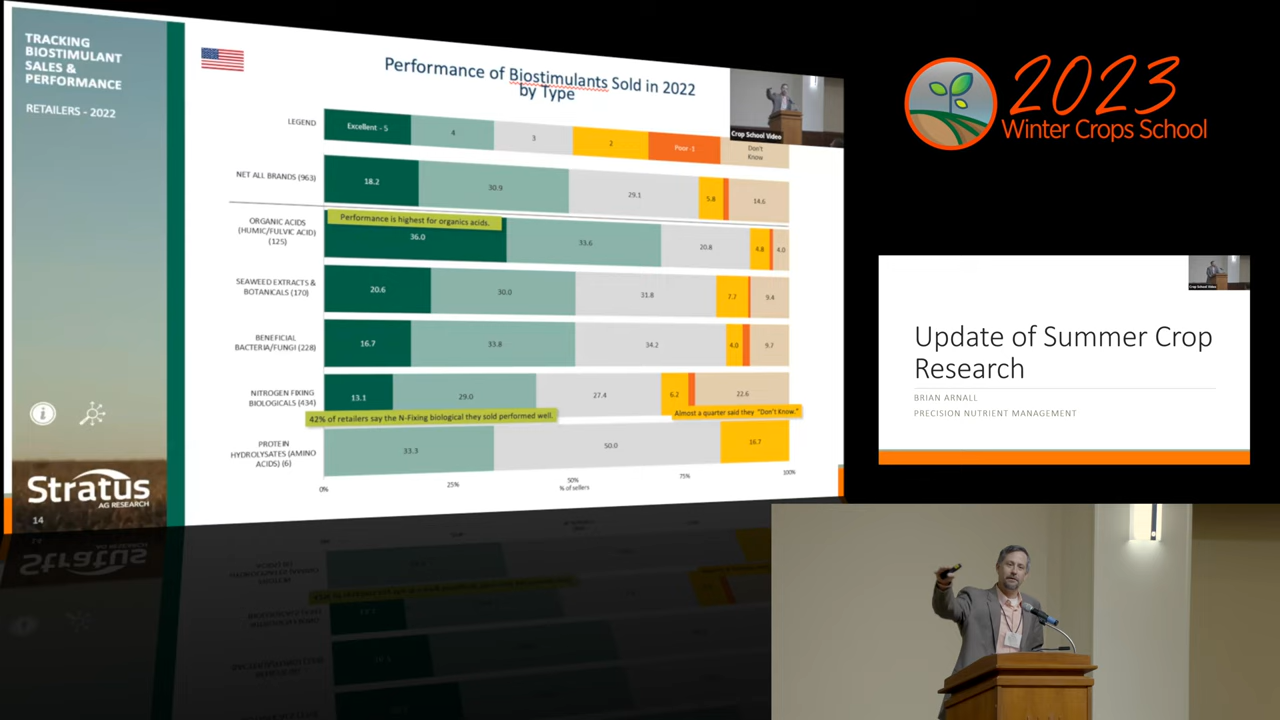 TRACKING
BIOSTIMULANT
SALES &
PERFORMANCE
RETAILERS - 2022
Performance of Biostimulants Sold in 2022
by Type
Crop School Video
LEGEND
Excellent - 5
4
3
2
Poor -1
Don't
Know
NET ALL BRANDS (963)
18.2
30.9
29.1
5.8
14.6
Performance is highest for organics acids.
ORGANIC ACIDS
(HUMIC/FULVIC ACID)
(125)
36.0
33.6
20.8
4.8
4.0
SEAWEED EXTRACTS &
BOTANICALS (170)
20.6
30.0
31.8
7.7
9.4
BENEFICIAL
BACTERIA/FUNGI (228)
16.7
33.8
34.2
4.0
9.7
NITROGEN FIXING
BIOLOGICALS (434)
13.1
29.0
27.4
6.2
22.6
42% of retailers say the N-Fixing biological they sold performed well.
Almost a quarter said they "Don't Know."
PROTEIN
HYDROLYSATES (AMINO
ACIDS) (6)
33.3
50.0
16.7
0%
25%
50%
75%
100%
% of sellers
Stratus
AG RESEARCH
14
2023
Winter Crops School
Crop School Video
Update of Summer Crop
Research
BRIAN ARNALL
PRECISION NUTRIENT MANAGEMENT